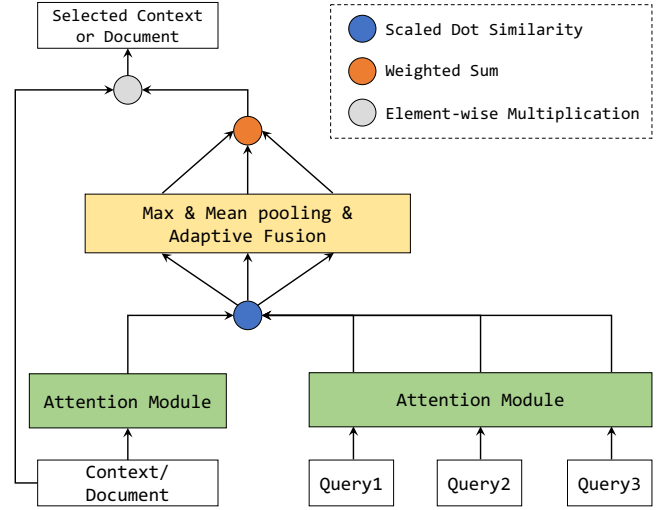 Selected Context
or Document
Scaled Dot Similarity
Weighted Sum
Element-wise Multiplication
Max & Mean pooling &
Adaptive Fusion
Attention Module
Attention Module
Context/
Document
Query1
Query2
Query3